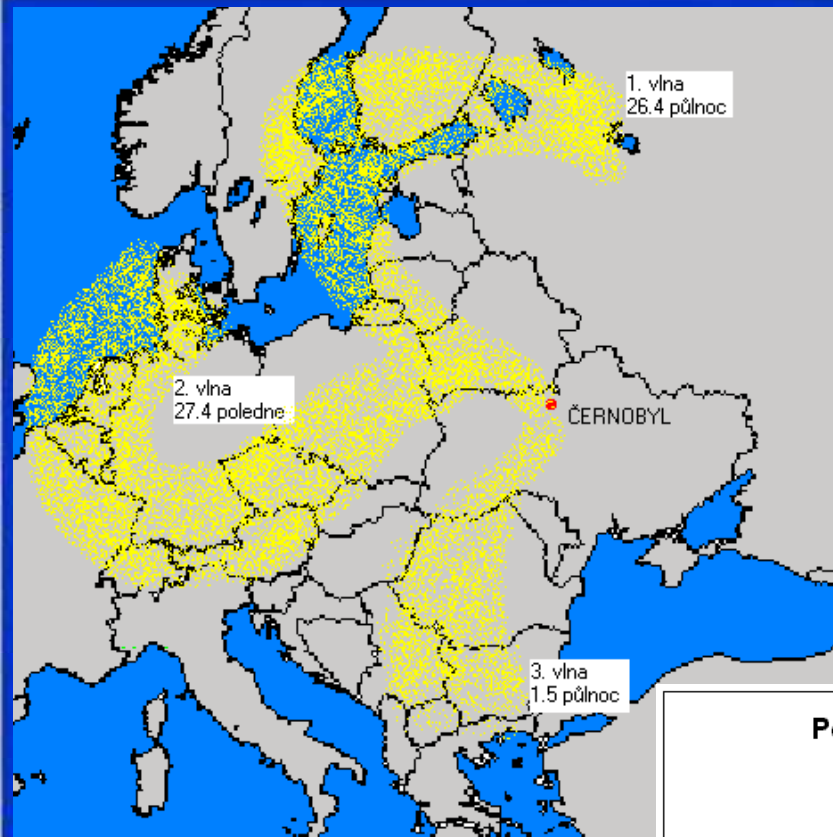 1. vlna
26.4 půlnoc
2. vlna
27.4 poledne
ČERNOBYL
3. vlna
1.5 půlnoc